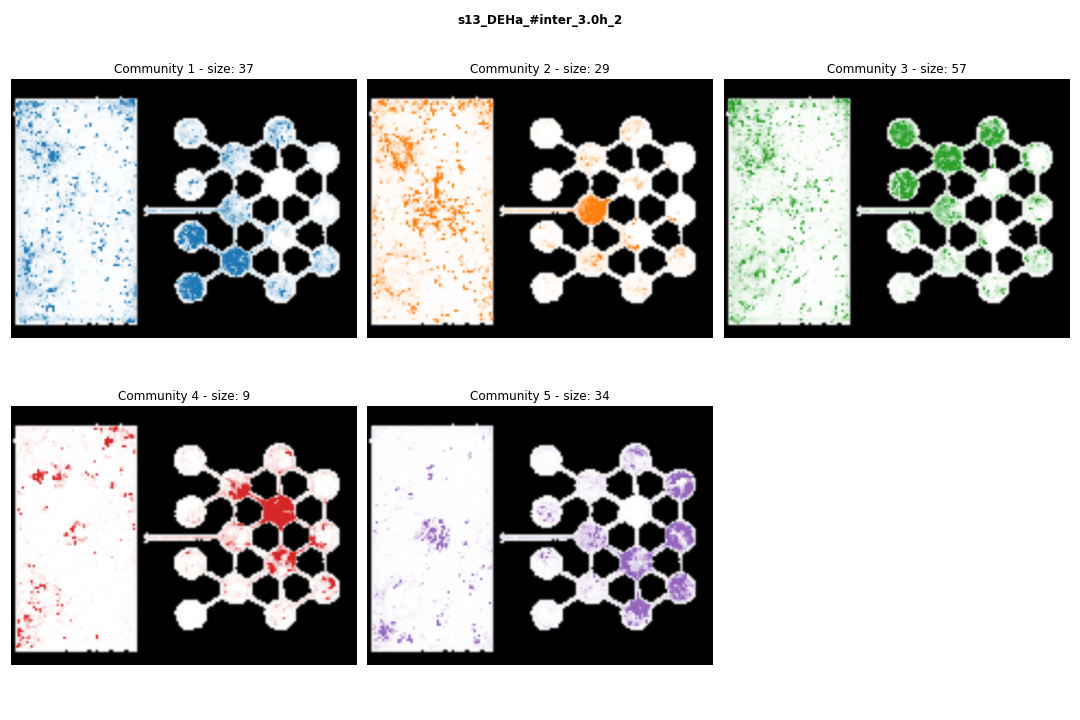 s13_DEHa_#inter_3.0h_2
Community 1 - size: 37
Community 2 - size: 29
Community 3 - size: 57
Community 4 - size: 9
Community 5 - size: 34